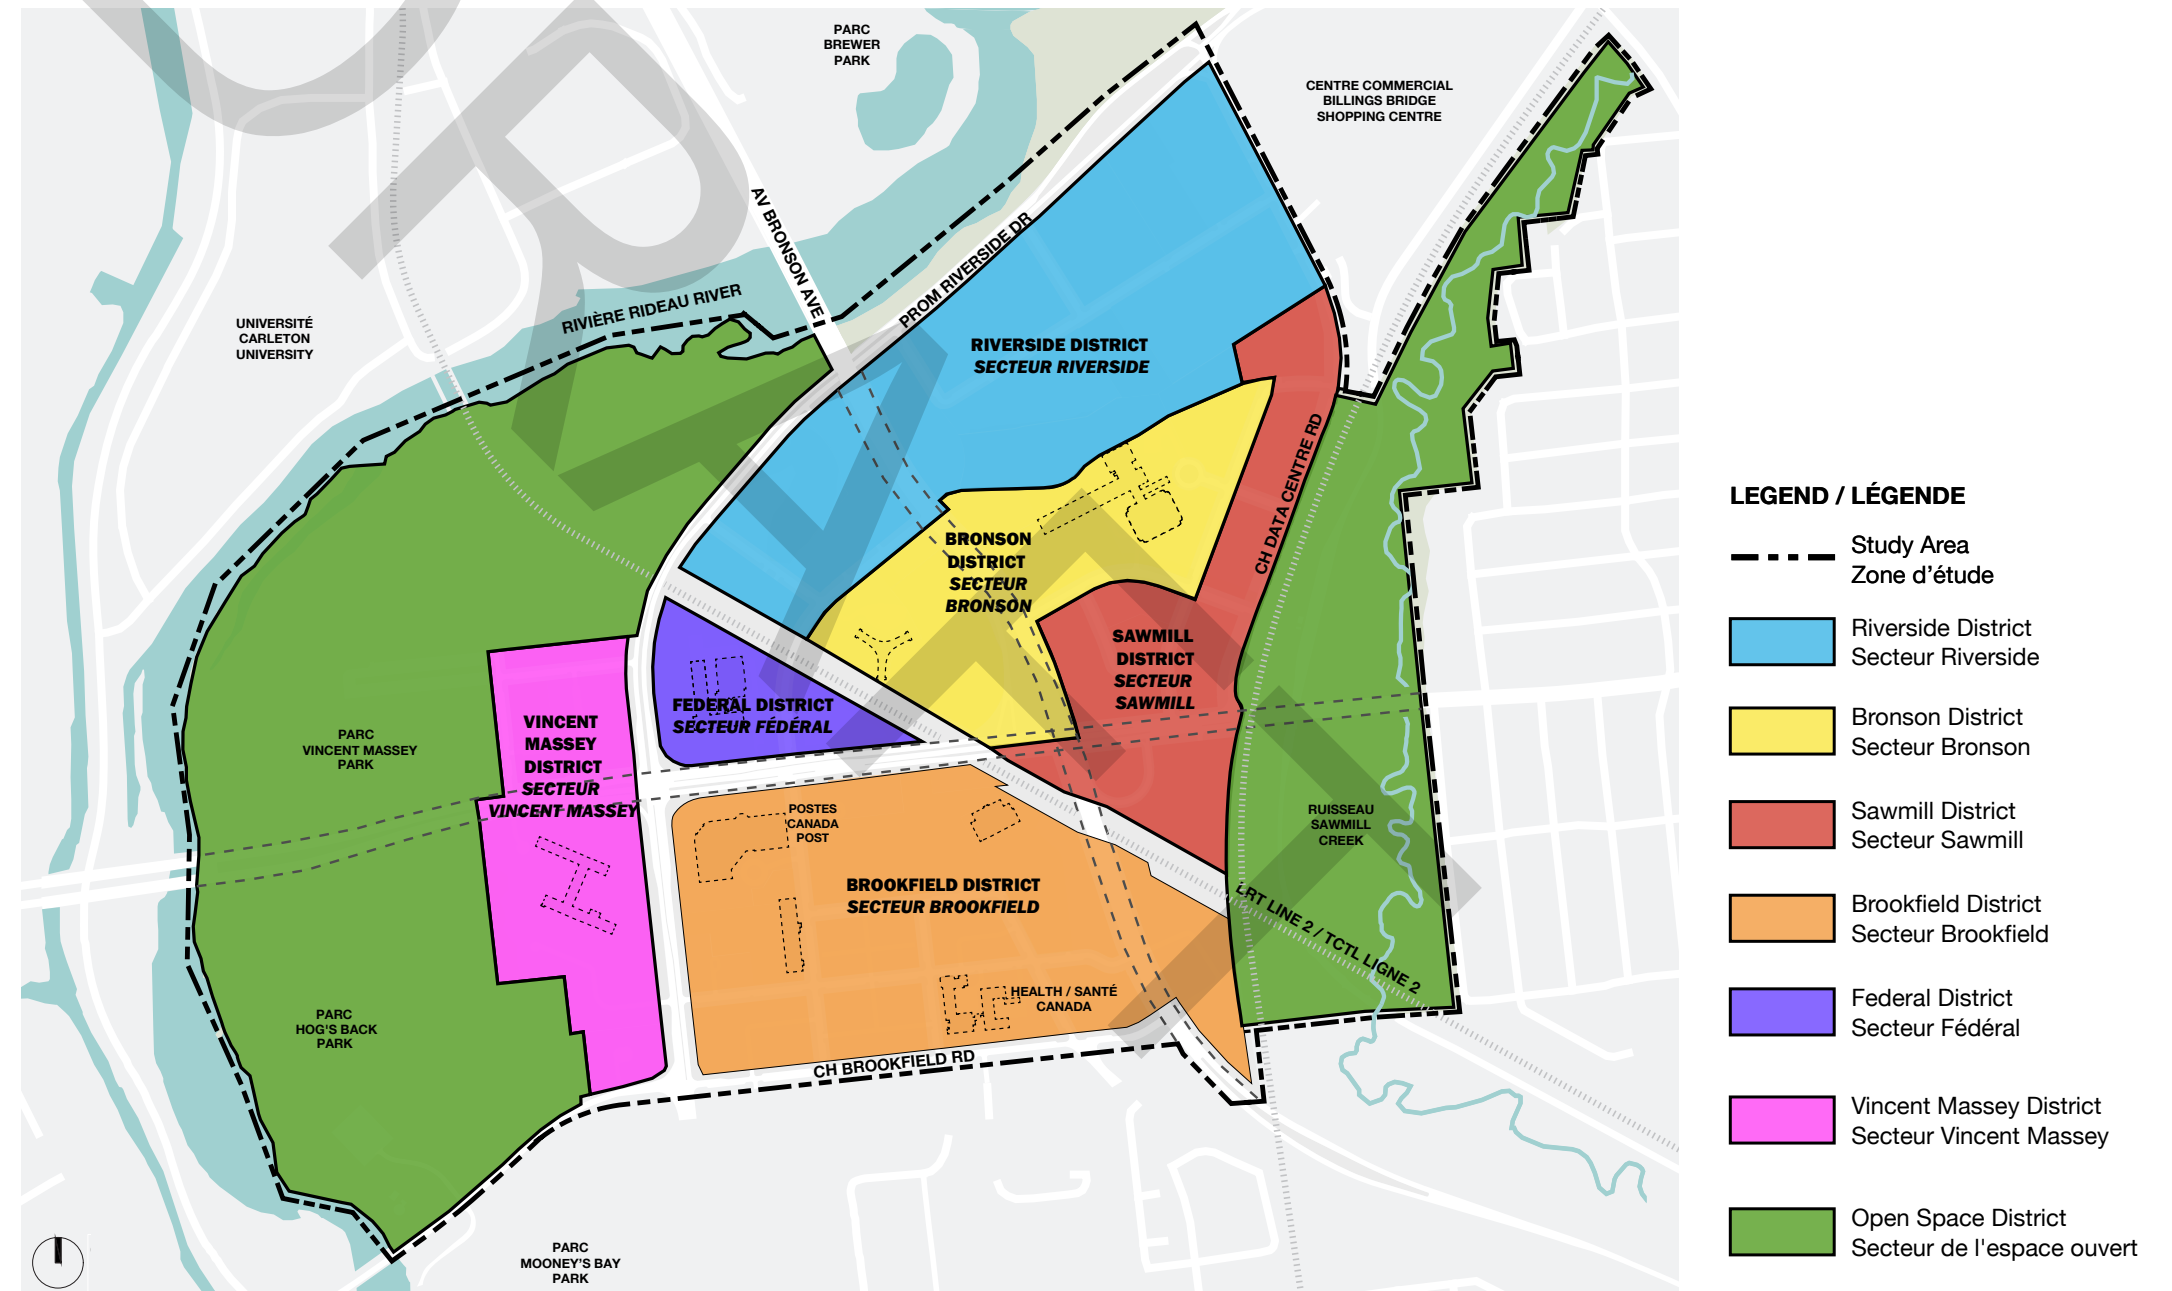 PARC
BREWER
PARK
CENTRE COMMERCIAL
BILLINGS BRIDGE
SHOPPING CENTRE
AV BRONSON AVE
PROM RIVERSIDE DR
RIVIÈRE RIDEAU RIVER
UNIVERSITÉ
CARLETON
UNIVERSITY
RIVERSIDE DISTRICT
SECTEUR RIVERSIDE
CH DATA CENTRE RD
BRONSON
DISTRICT
SECTEUR
BRONSON
SAWMILL
DISTRICT
SECTEUR
SAWMILL
FEDERAL DISTRICT
SECTEUR FÉDÉRAL
VINCENT
MASSEY
DISTRICT
SECTEUR
VINCENT MASSEY
PARC
VINCENT MASSEY
PARK
POSTES
CANADA
POST
RUISSEAU
SAWMILL
CREEK
BROOKFIELD DISTRICT
SECTEUR BROOKFIELD
LRT LINE 2 / TCTL LIGNE 2
HEALTH / SANTÉ
CANADA
PARC
HOG'S BACK
PARK
CH BROOKFIELD RD
PARC
MOONEY'S BAY
PARK
LEGEND / LÉGENDE
Study Area
Zone d'étude
Riverside District
Secteur Riverside
Bronson District
Secteur Bronson
Sawmill District
Secteur Sawmill
Brookfield District
Secteur Brookfield
Federal District
Secteur Fédéral
Vincent Massey District
Secteur Vincent Massey
Open Space District
Secteur de l'espace ouvert